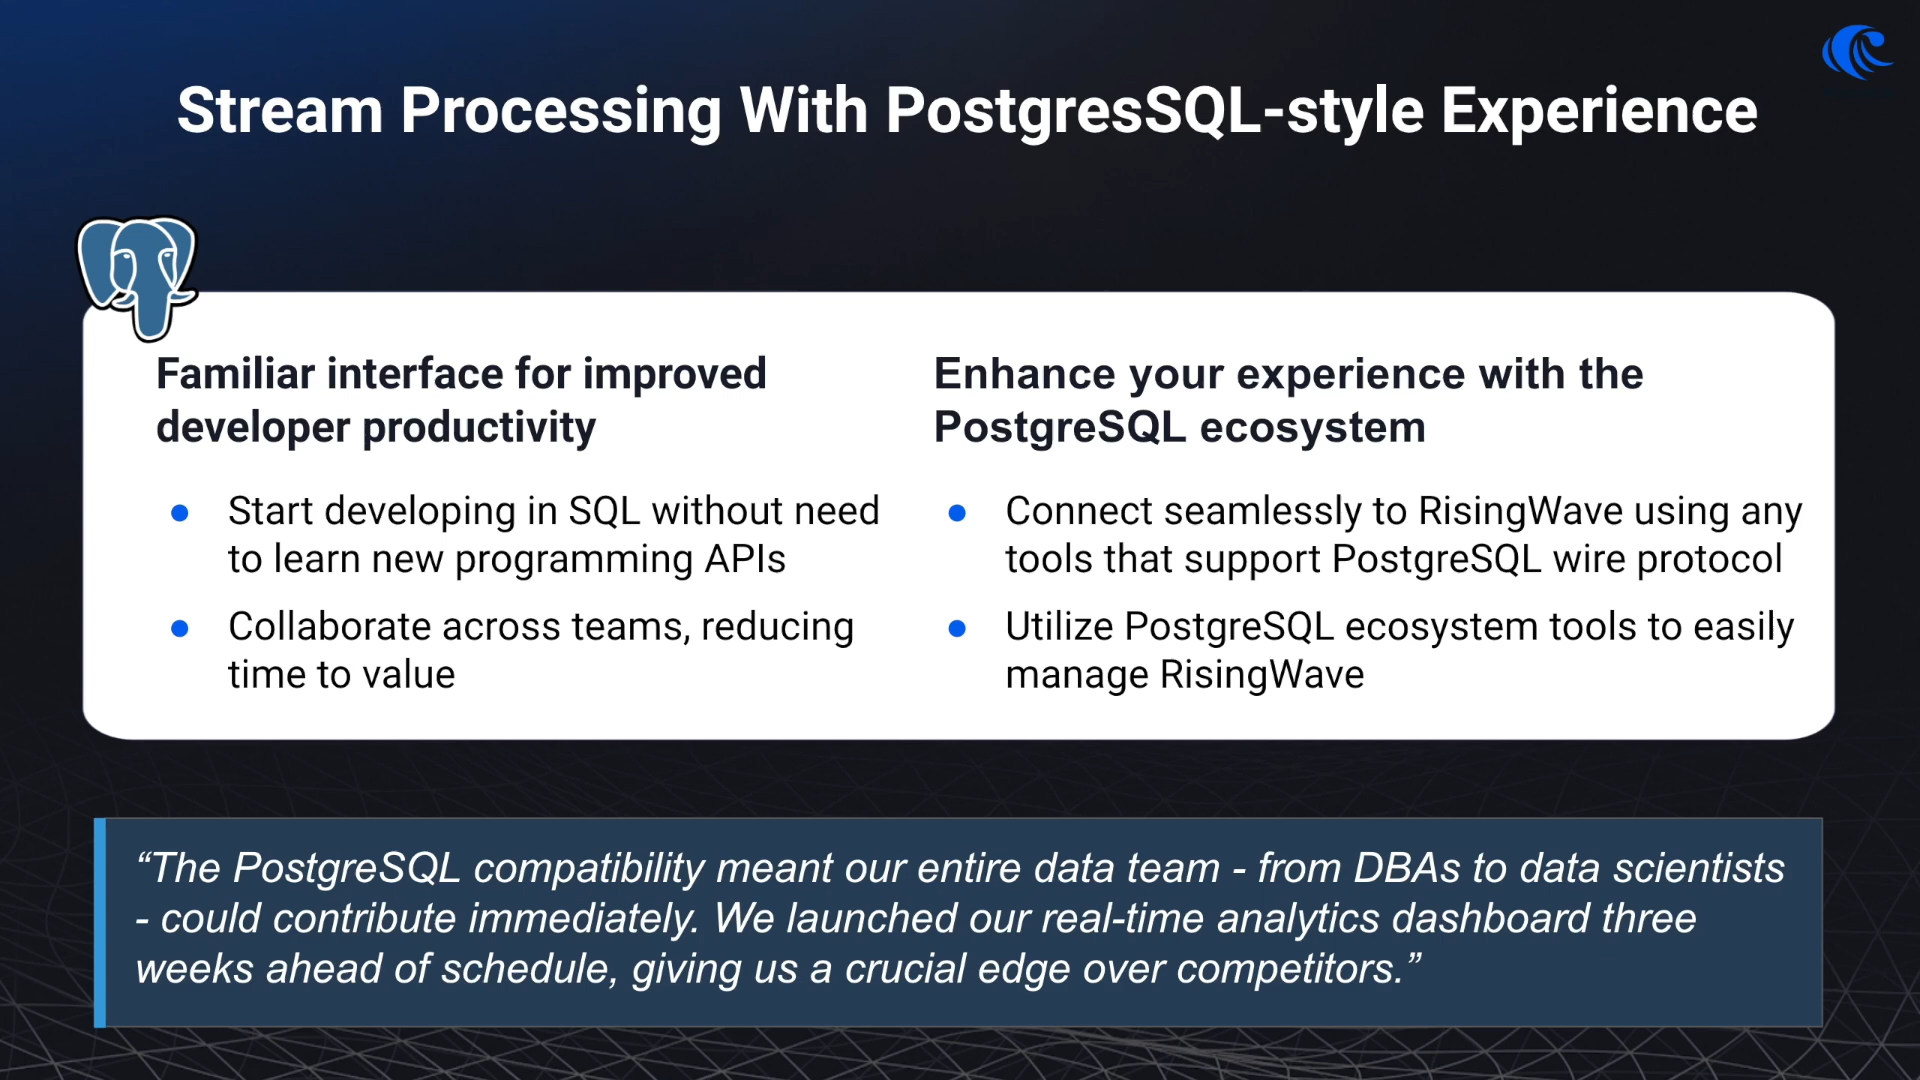 Stream Processing With PostgresSQL-style Experience
Familiar interface for improved
developer productivity
● Start developing in SQL without need
to learn new programming APIs
● Collaborate across teams, reducing
time to value
Enhance your experience with the
PostgreSQL ecosystem
● Connect seamlessly to RisingWave using any
tools that support PostgreSQL wire protocol
● Utilize PostgreSQL ecosystem tools to easily
manage RisingWave
“The PostgreSQL compatibility meant our entire data team - from DBAs to data scientists
- could contribute immediately. We launched our real-time analytics dashboard three
weeks ahead of schedule, giving us a crucial edge over competitors.”